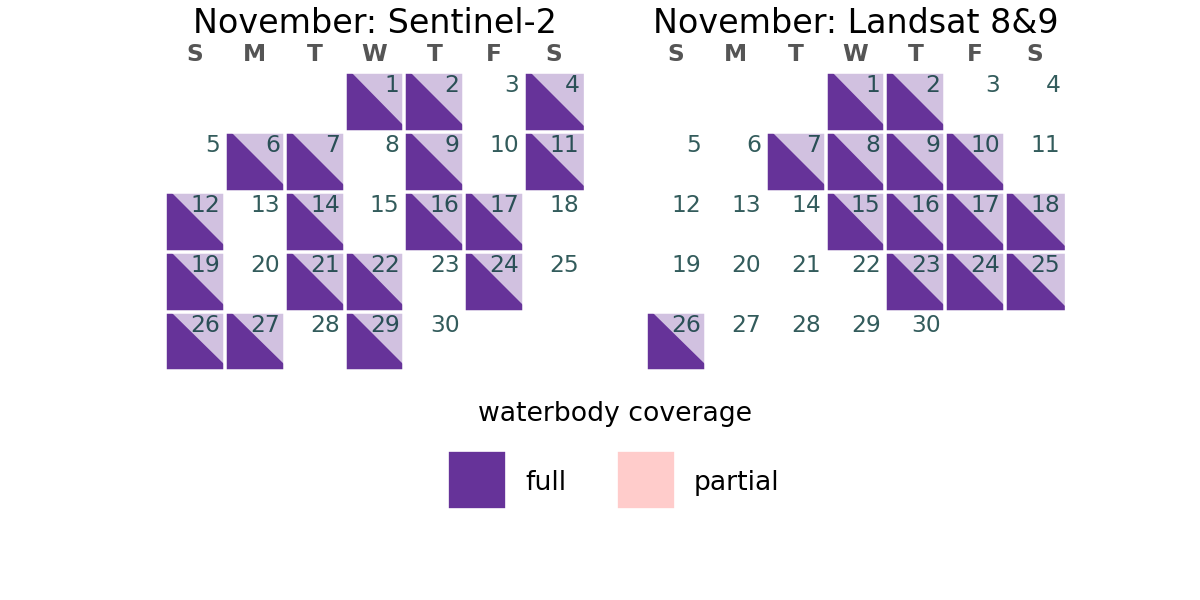 November: Sentinel-2
S M T W T F S
1 2 3 4
5 6 7 8 9 10 11
12 13 14 15 16 17 18
19 20 21 22 23 24 25
26 27 28 29 30
November: Landsat 8&9
S M T W T F S
1 2 3 4
5 6 7 8 9 10 11
12 13 14 15 16 17 18
19 20 21 22 23 24 25
26 27 28 29 30
waterbody coverage
full partial